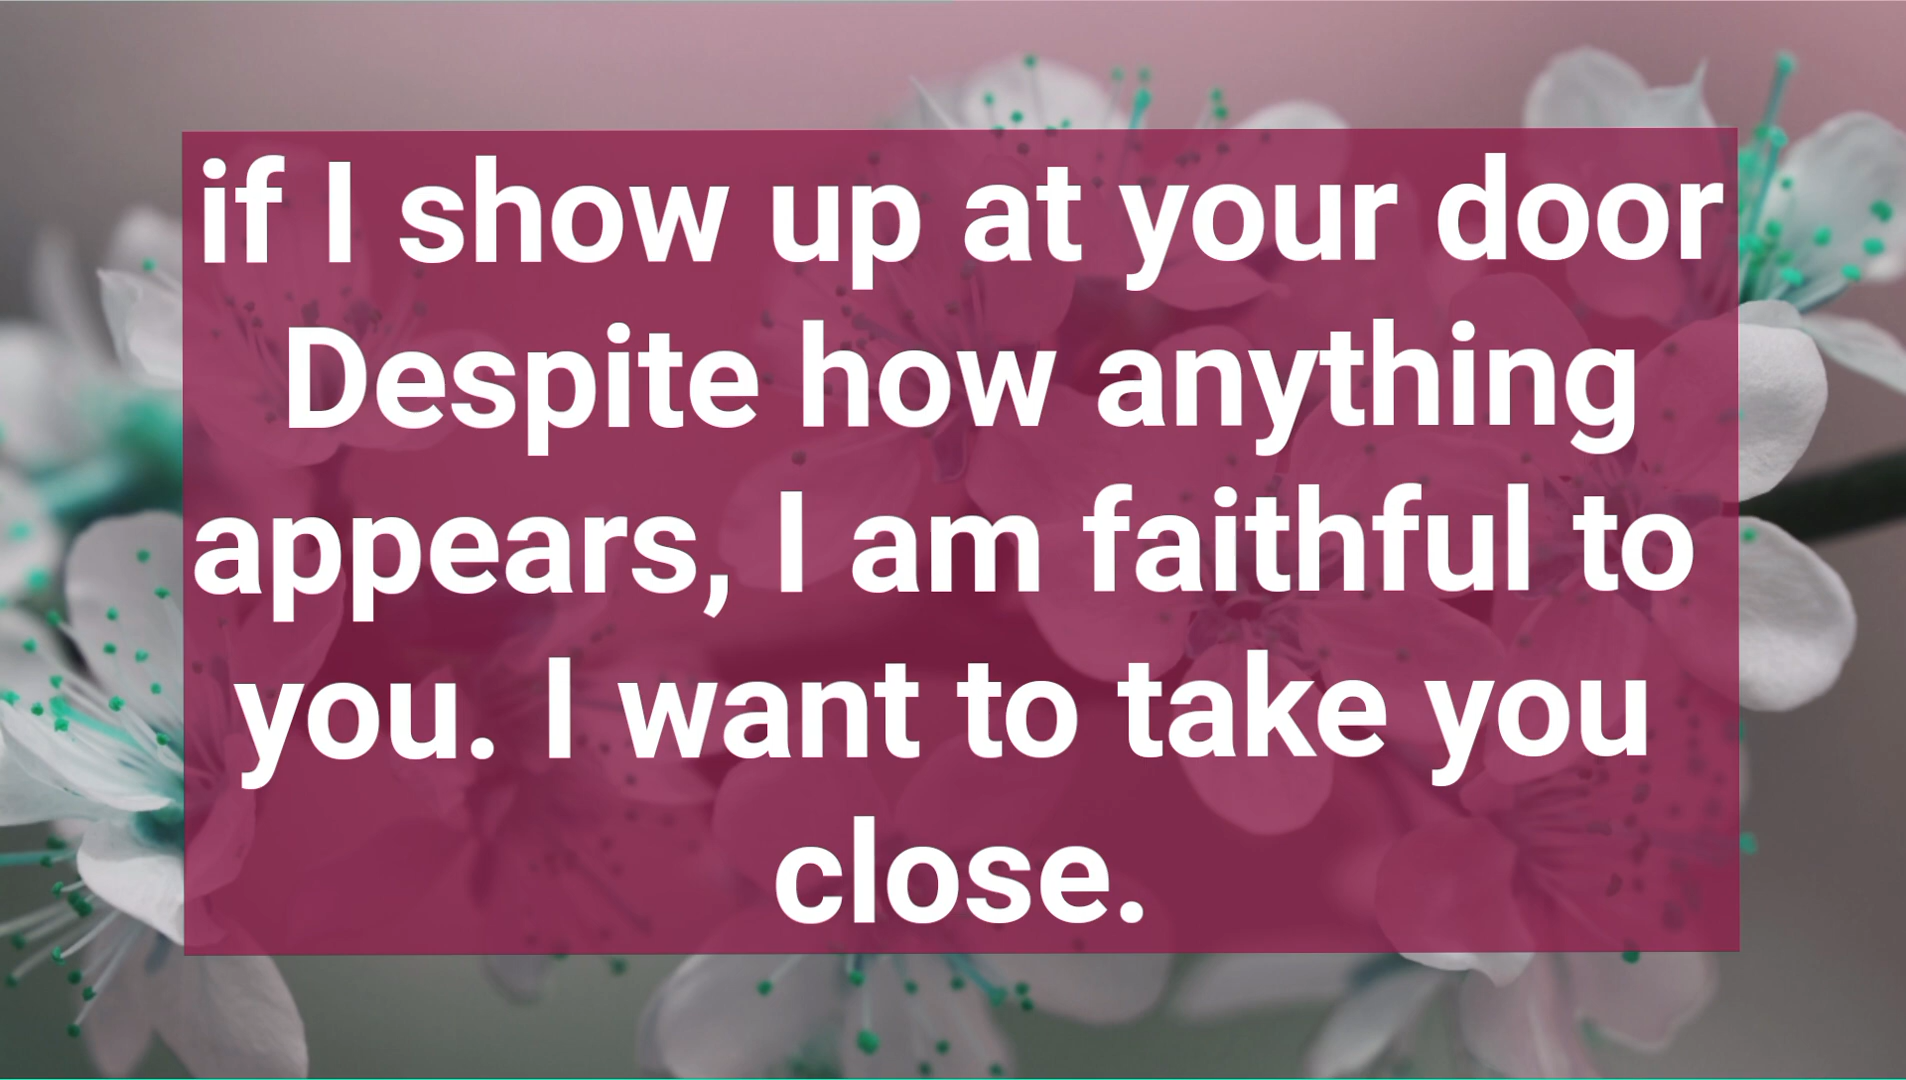 if I show up at your door
Despite how anything
appears, I am faithful to
you. I want to take you
close.